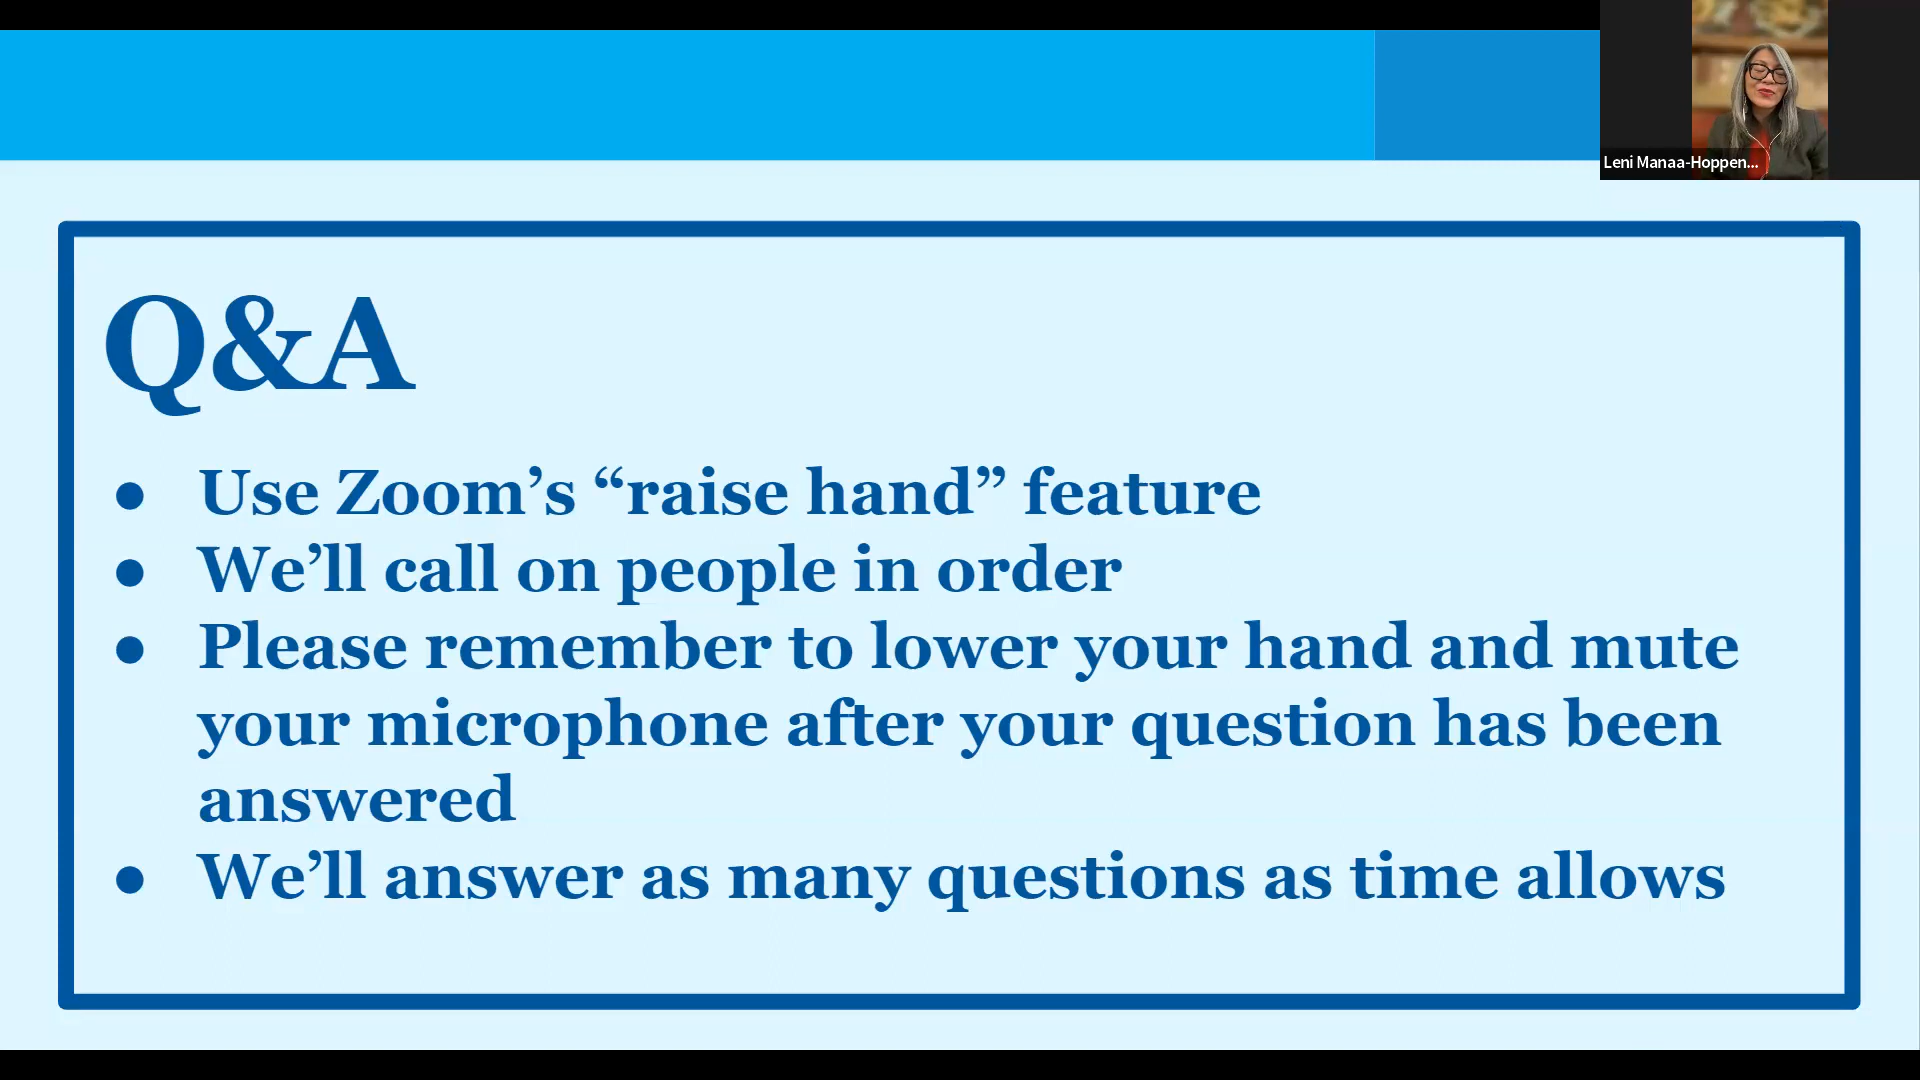 Leni Manaa-Hoppen...
Q&A
● Use Zoom’s “raise hand” feature
● We’ll call on people in order
● Please remember to lower your hand and mute
your microphone after your question has been
answered
● We’ll answer as many questions as time allows